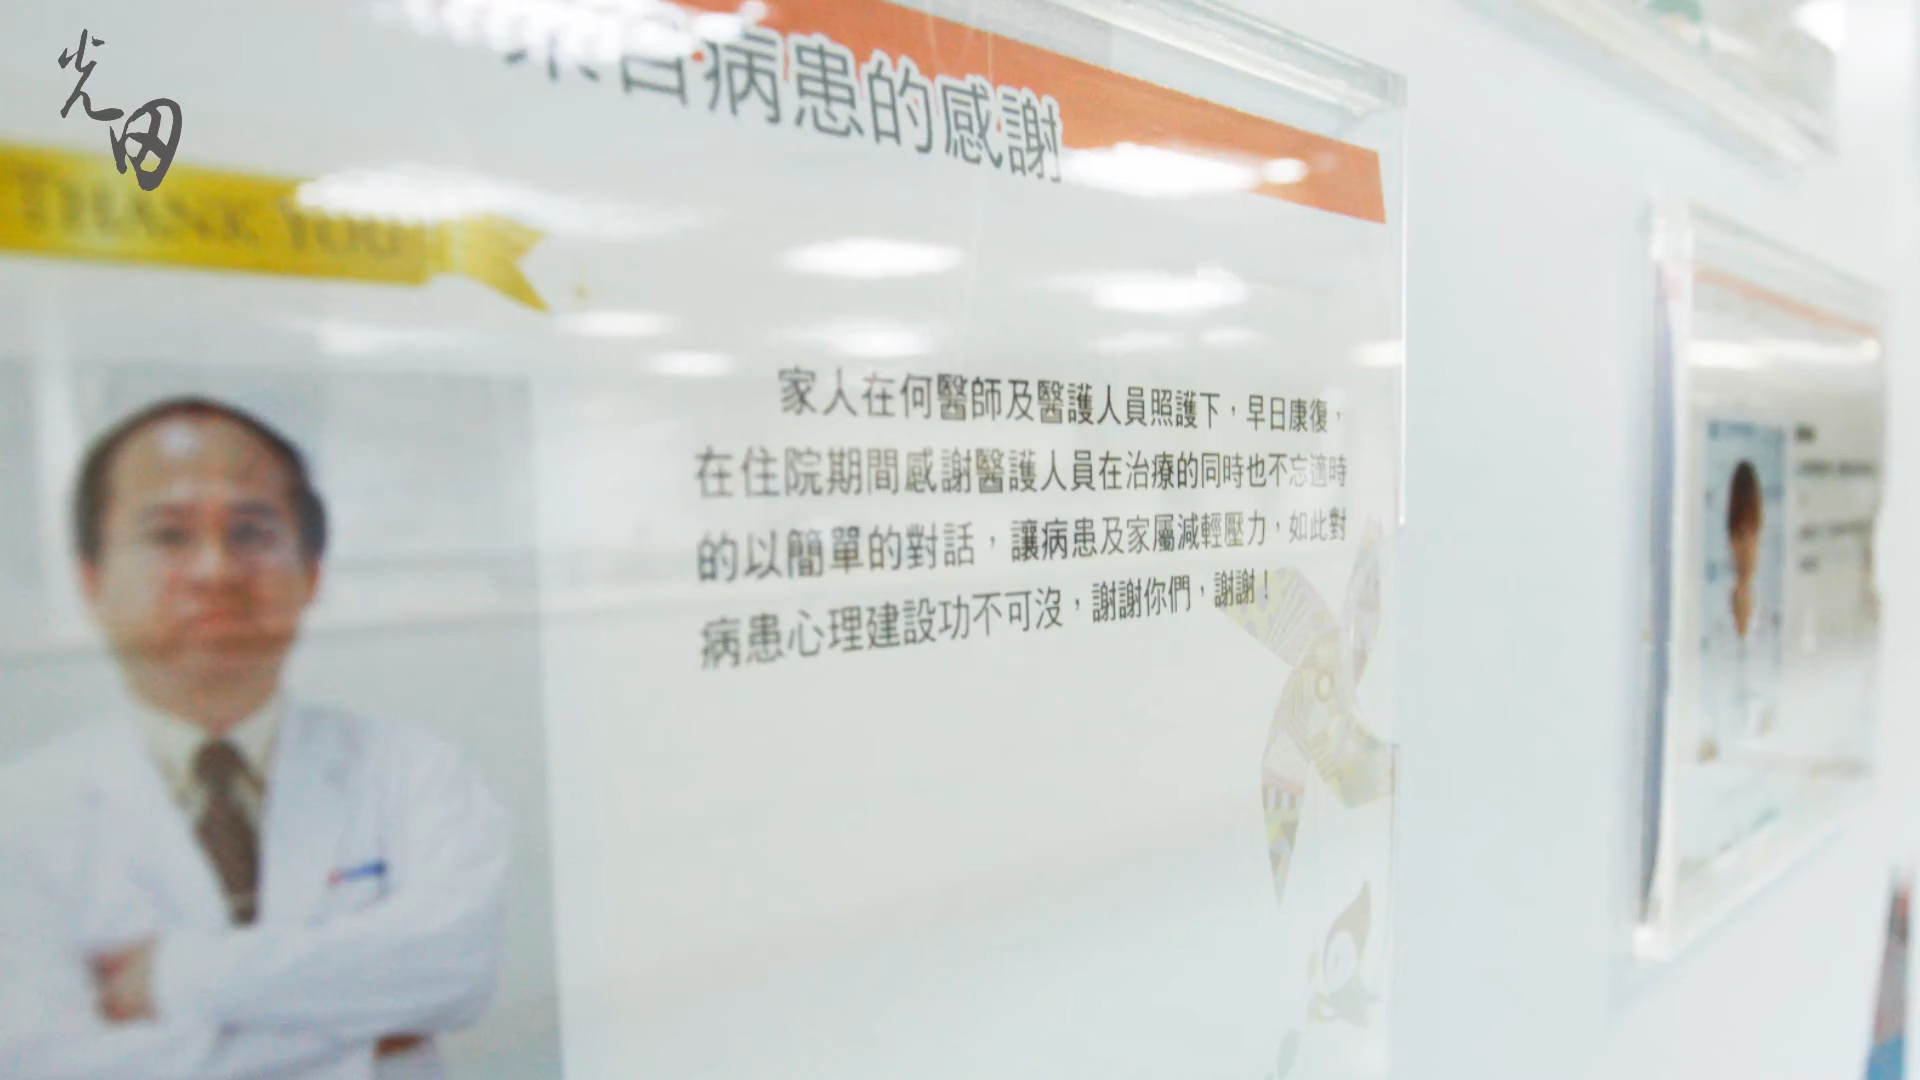 光田
來自病患的感謝
THANK YOU
家人在何醫師及醫護人員照護下，早日康復，
在住院期間感謝醫護人員在治療的同時也不忘適時
的以簡單的對話，讓病患及家屬減輕壓力，如此對
病患心理建設功不可沒，謝謝你們，謝謝！